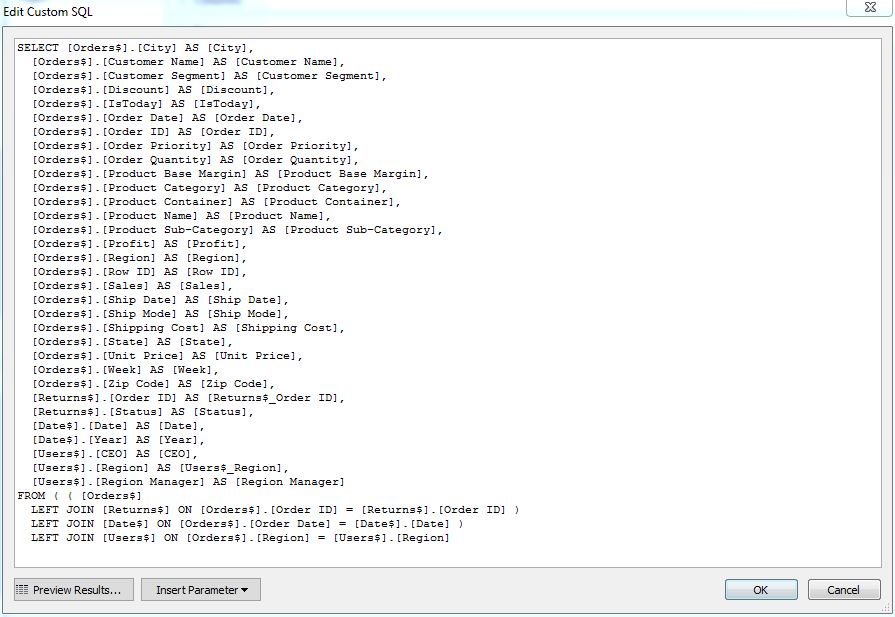 Edit Custom SQL
SELECT [Orders$].[City] AS [City],
[Orders$].[Customer Name] AS [Customer Name],
[Orders$].[Customer Segment] AS [Customer Segment],
[Orders$].[Discount] AS [Discount],
[Orders$].[IsToday] AS [IsToday],
[Orders$].[Order Date] AS [Order Date],
[Orders$].[Order ID] AS [Order ID],
[Orders$].[Order Priority] AS [Order Priority],
[Orders$].[Order Quantity] AS [Order Quantity],
[Orders$].[Product Base Margin] AS [Product Base Margin],
[Orders$].[Product Category] AS [Product Category],
[Orders$].[Product Container] AS [Product Container],
[Orders$].[Product Name] AS [Product Name],
[Orders$].[Product Sub-Category] AS [Product Sub-Category],
[Orders$].[Profit] AS [Profit],
[Orders$].[Region] AS [Region],
[Orders$].[Row ID] AS [Row ID],
[Orders$].[Sales] AS [Sales],
[Orders$].[Ship Date] AS [Ship Date],
[Orders$].[Ship Mode] AS [Ship Mode],
[Orders$].[Shipping Cost] AS [Shipping Cost],
[Orders$].[State] AS [State],
[Orders$].[Unit Price] AS [Unit Price],
[Orders$].[Week] AS [Week],
[Orders$].[Zip Code] AS [Zip Code],
[Returns$].[Order ID] AS [Returns$_Order ID],
[Returns$].[Status] AS [Status],
[Date$].[Date] AS [Date],
[Date$].[Year] AS [Year],
[Users$].[CEO] AS [CEO],
[Users$].[Region] AS [Users$_Region],
[Users$].[Region Manager] AS [Region Manager]
FROM ( ( [Orders$]
LEFT JOIN [Returns$] ON [Orders$].[Order ID] = [Returns$].[Order ID] )
LEFT JOIN [Date$] ON [Orders$].[Order Date] = [Date$].[Date] )
LEFT JOIN [Users$] ON [Orders$].[Region] = [Users$].[Region]
Preview Results... Insert Parameter OK Cancel